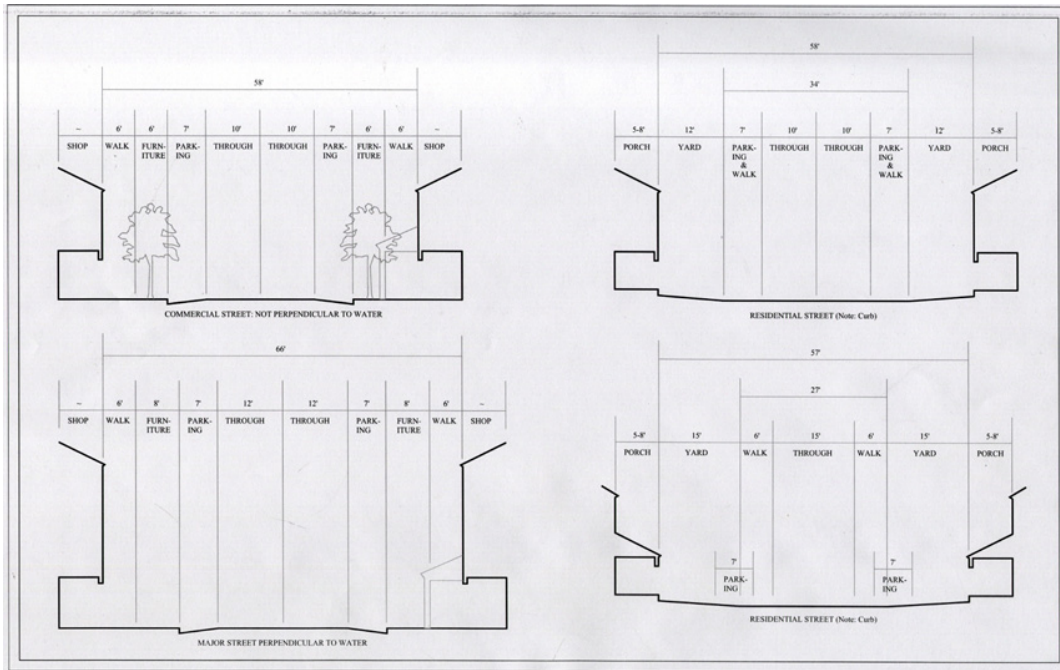 58'
~ 6' 6' 7' 10' 10' 7' 6' 6' ~
SHOP WALK FURN- PARK- THROUGH THROUGH PARK- FURN- WALK SHOP
ITURE ING ING ITURE
COMMERCIAL STREET: NOT PERPENDICULAR TO WATER
58'
34'
5-8' 12' 7' 10' 10' 7' 12' 5-8'
PORCH YARD PARK- THROUGH THROUGH PARK- YARD PORCH
ING ING
& &
WALK WALK
RESIDENTIAL STREET (Note: Curb)
66'
~ 6' 8' 7' 12' 12' 7' 8' 6' ~
SHOP WALK FURN- PARK- THROUGH THROUGH PARK- FURN- WALK SHOP
ITURE ING ING ITURE
MAJOR STREET PERPENDICULAR TO WATER
57'
27'
5-8' 15' 6' 15' 6' 15' 5-8'
PORCH YARD WALK THROUGH WALK YARD PORCH
7' 7'
PARK- PARK-
ING ING
RESIDENTIAL STREET (Note: Curb)